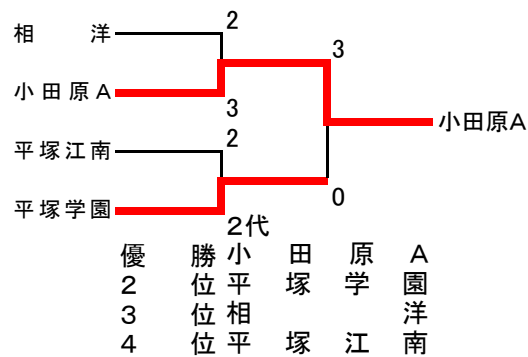 相洋
2
3
小田原A
3
小田原A
平塚江南
2
0
平塚学園
2代
優勝小田原A
2位平塚学園
3位相洋
4位平塚江南